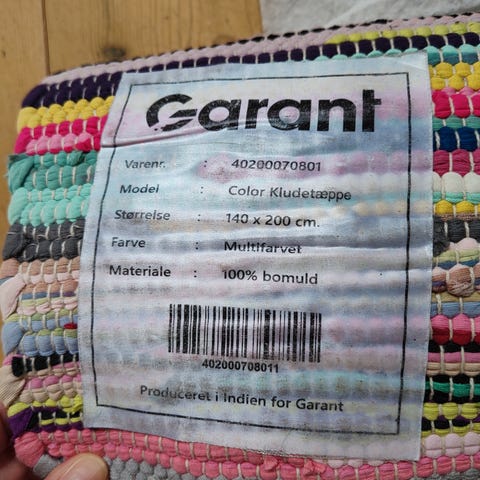 Garant
Varenr. : 40200070801
Model : Color Kludetæppe
Størrelse : 140 x 200 cm.
Farve : Multifarvet
Materiale : 100% bomuld
402000708011
Produceret i Indien for Garant